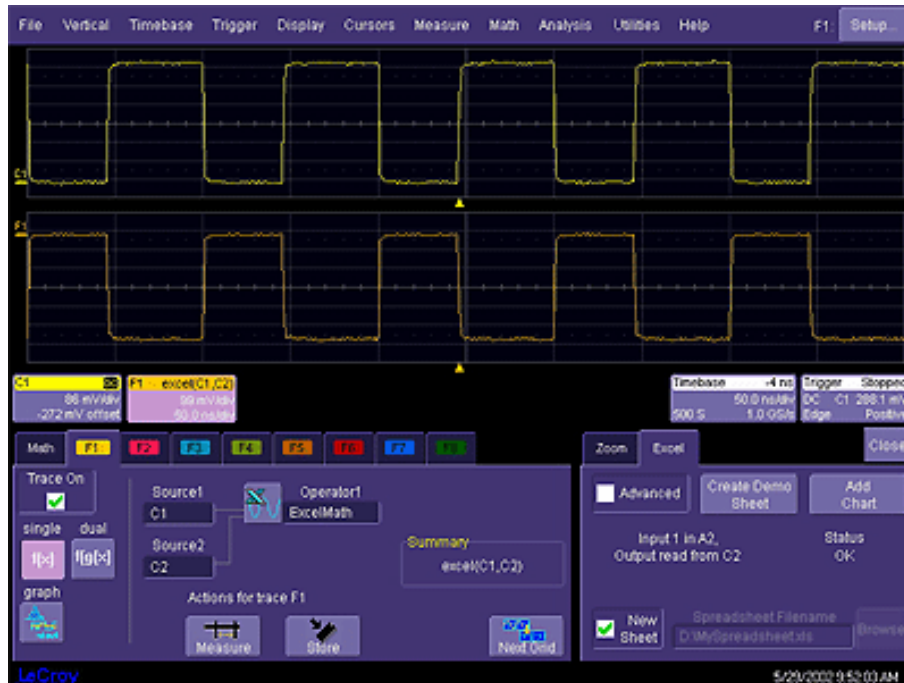 File Vertical Timebase Trigger Display Cursors Measure Math Analysis Utilities Help F1: Setup...
C1
F1
C1 DC
86 mV/div
-272 mV offset
F1 excel(C1,C2)
99 mV/div
50.0 ns/div
Timebase -4 ns
50.0 ns/div
500 S 1.0 GS/s
Trigger Stopped
DC C1 288.1 mV
Edge Positive
Math F1 F2 F3 F4 F5 F6 F7 F8
Trace On
single dual
f(x) f(g(x))
graph
Source1
C1
Source2
C2
Operator1
ExcelMath
Summary
excel(C1,C2)
Actions for trace F1
Measure Store Next Grid
Zoom Excel Close
Advanced
Create Demo
Sheet
Add
Chart
Input 1 in A2,
Output read from C2
Status
OK
New
Sheet
Spreadsheet Filename
D:\MySpreadsheet.xls
Browse
LeCroy
5/29/2002 9:52:03 AM